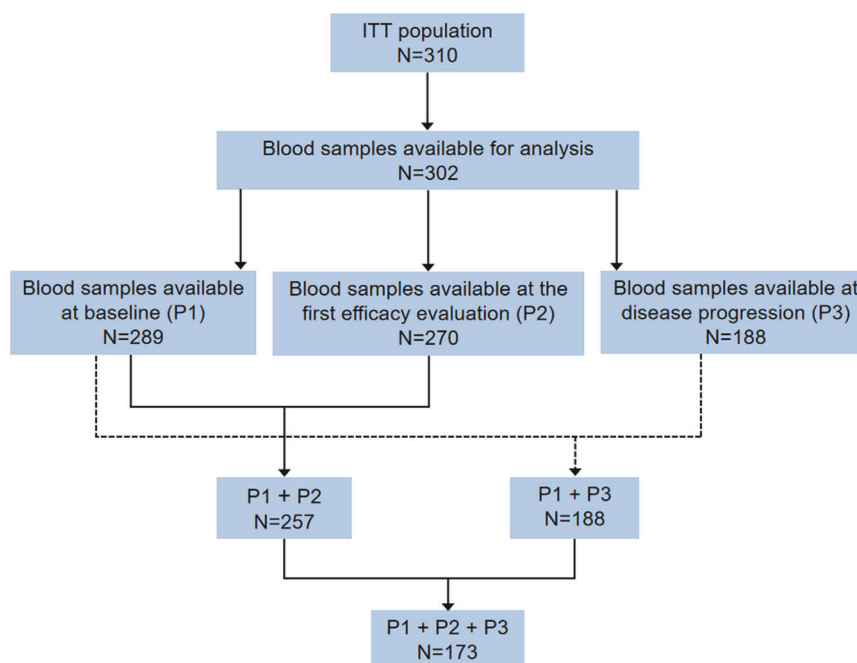 ITT population
N=310
Blood samples available for analysis
N=302
Blood samples available
at baseline (P1)
N=289
Blood samples available at the
first efficacy evaluation (P2)
N=270
Blood samples available at
disease progression (P3)
N=188
P1 + P2
N=257
P1 + P3
N=188
P1 + P2 + P3
N=173